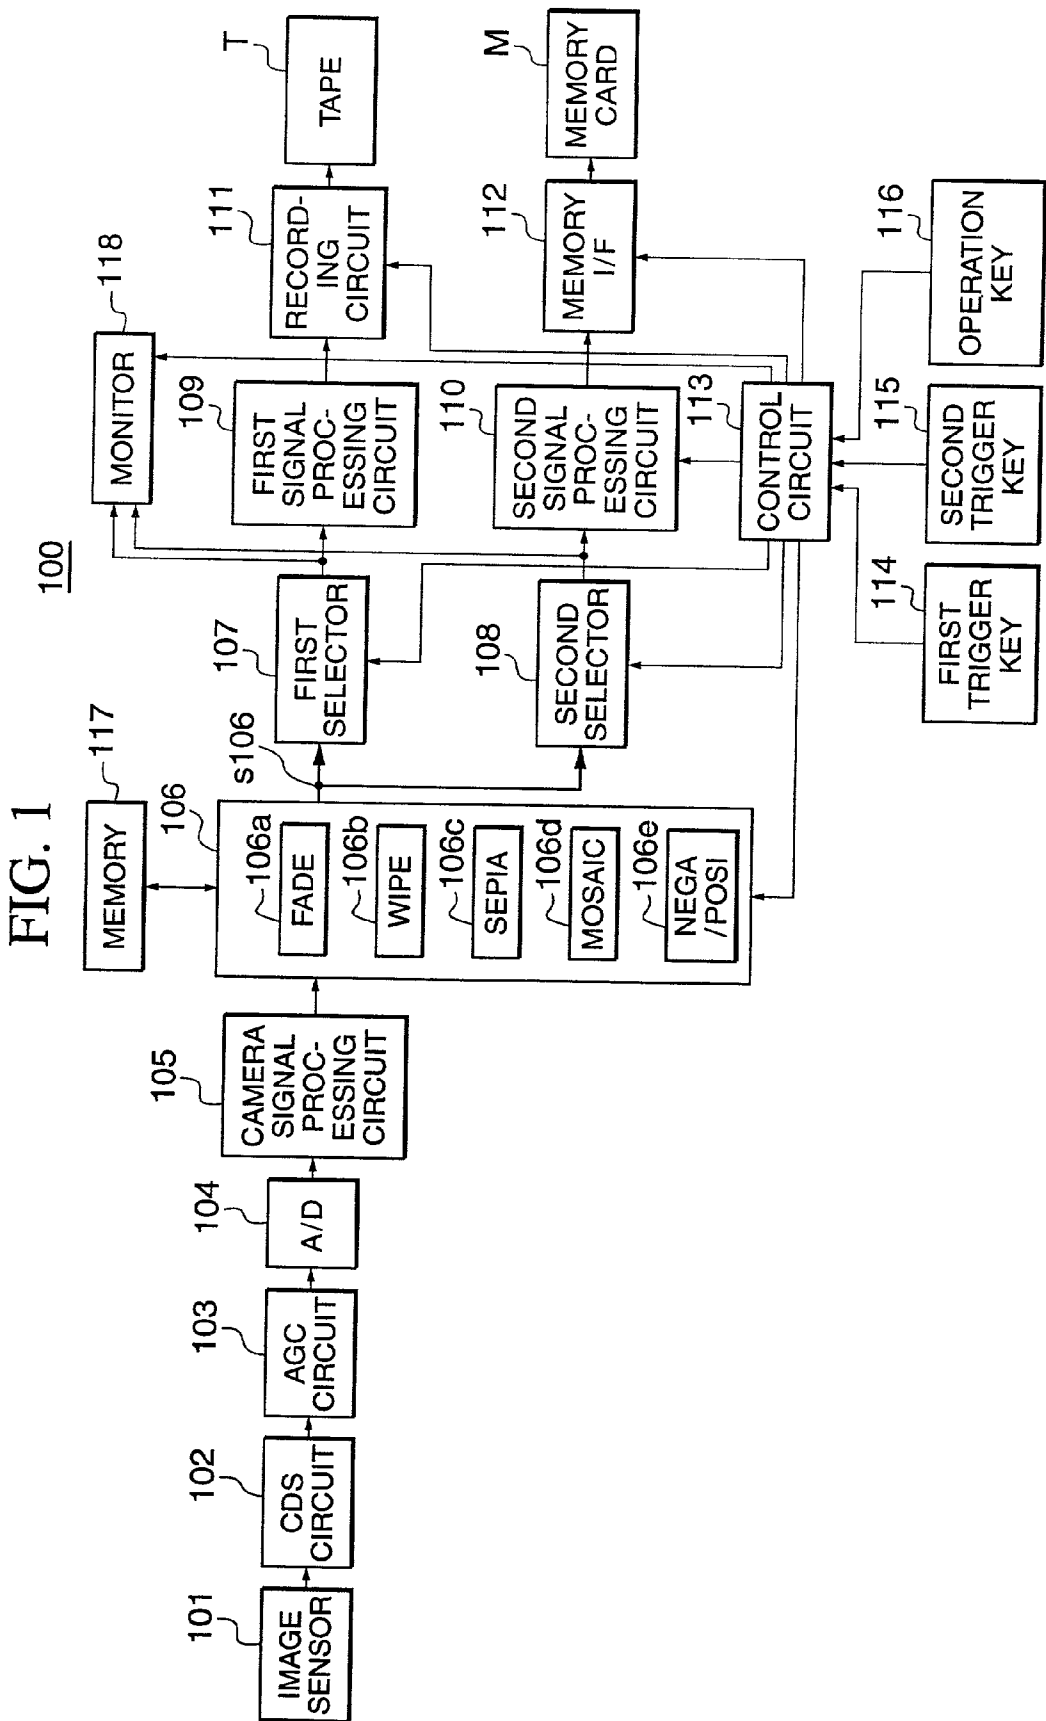 FIG. 1
100
101
IMAGE
SENSOR
102
CDS
CIRCUIT
103
AGC
CIRCUIT
104
A/D
105
CAMERA
SIGNAL
PROC-
ESSING
CIRCUIT
117
MEMORY
106
106a
FADE
106b
WIPE
106c
SEPIA
106d
MOSAIC
106e
NEGA
/POSI
s106
107
FIRST
SELECTOR
108
SECOND
SELECTOR
118
MONITOR
109
FIRST
SIGNAL
PROC-
ESSING
CIRCUIT
110
SECOND
SIGNAL
PROC-
ESSING
CIRCUIT
111
RECORD-
ING
CIRCUIT
T
TAPE
112
MEMORY
I/F
M
MEMORY
CARD
113
CONTROL
CIRCUIT
114
FIRST
TRIGGER
KEY
115
SECOND
TRIGGER
KEY
116
OPERATION
KEY